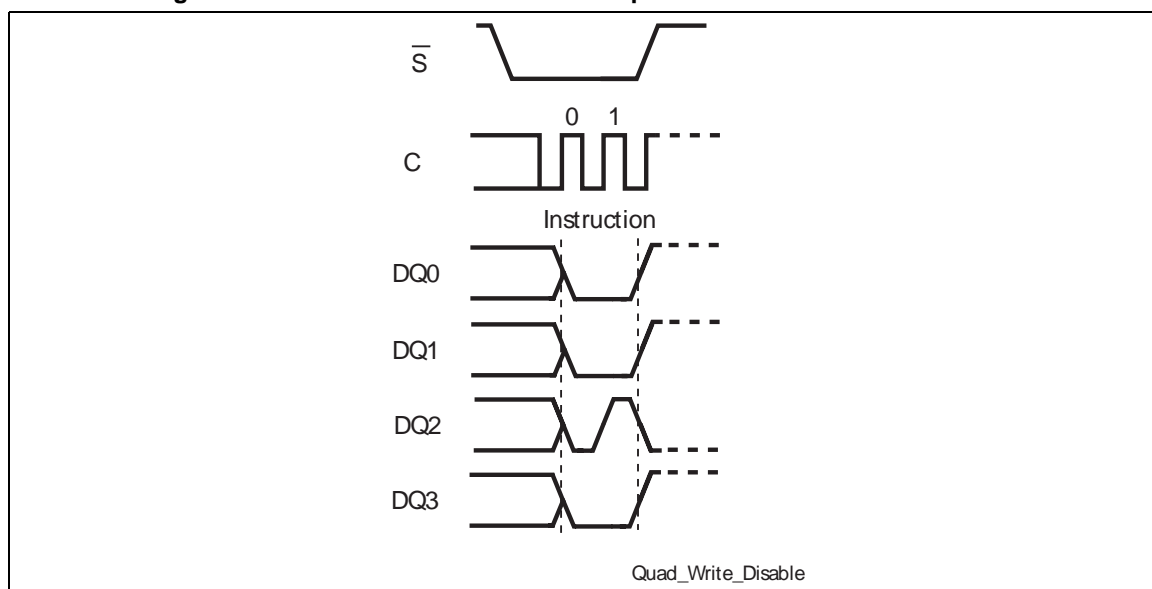 S
0 1
C
Instruction
DQ0
DQ1
DQ2
DQ3
Quad_Write_Disable